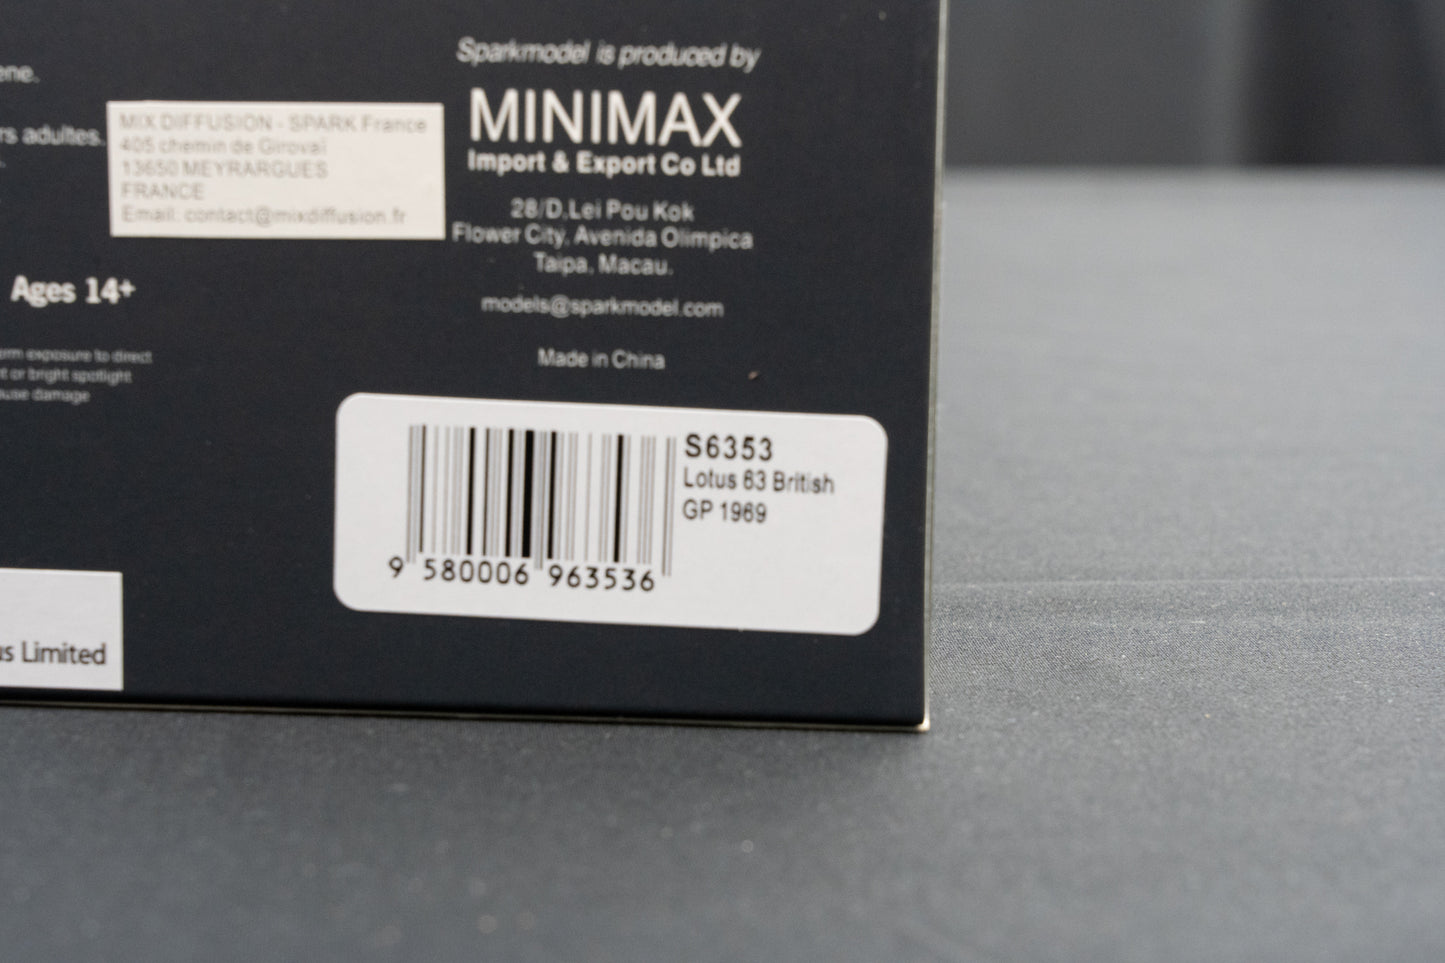 ene.
rs adultes.
MIX DIFFUSION - SPARK France
405 chemin de Giroval
13650 MEYRARGUES
FRANCE
Email: contact@mixdiffusion.fr
Ages 14+
orm exposure to direct
t or bright spotlight
ause damage
us Limited
Sparkmodel is produced by
MINIMAX
Import & Export Co Ltd
28/D,Lei Pou Kok
Flower City, Avenida Olimpica
Taipa, Macau.
models@sparkmodel.com
Made in China
S6353
Lotus 63 British
GP 1969
9 580006 963536